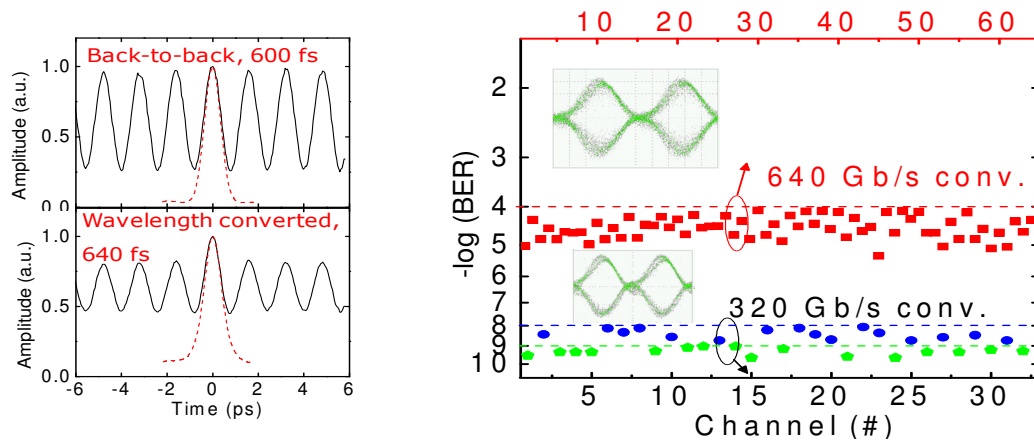 Back-to-back, 600 fs
Amplitude (a.u.)
1.0
0.5
0.0
Wavelength converted,
640 fs
Amplitude (a.u.)
1.0
0.5
0.0
-6 -4 -2 0 2 4 6
Time (ps)
10 20 30 40 50 60
-log (BER)
2
3
4
5
6
7
8
9
10
640 Gb/s conv.
320 Gb/s conv.
5 10 15 20 25 30
Channel (#)